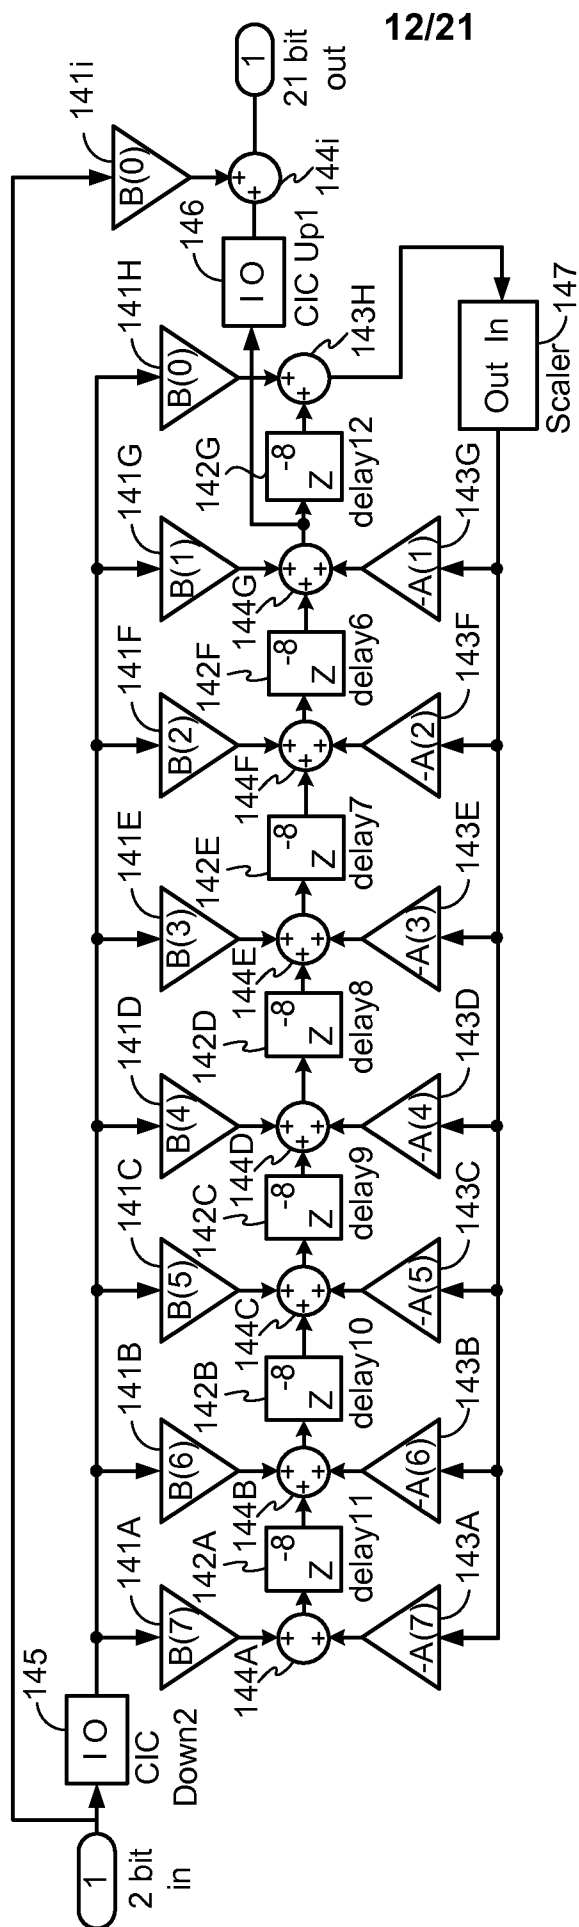 12/21
1
2 bit
in
145
I O
CIC
Down2
141A
B(7)
141B
B(6)
141C
B(5)
141D
B(4)
141E
B(3)
141F
B(2)
141G
B(1)
141H
B(0)
141i
B(0)
144A
+ +
142A
-8
Z
delay11
144B
+ + +
142B
-8
Z
delay10
144C
+ + +
142C
-8
Z
delay9
144D
+ + +
142D
-8
Z
delay8
144E
+ + +
142E
-8
Z
delay7
144F
+ + +
142F
-8
Z
delay6
144G
+ + +
142G
-8
Z
delay12
143H
+ +
146
I O
CIC Up1
144i
+ +
1
21 bit
out
-A(7)
143A
-A(6)
143B
-A(5)
143C
-A(4)
143D
-A(3)
143E
-A(2)
143F
-A(1)
143G
Out In
Scaler
147